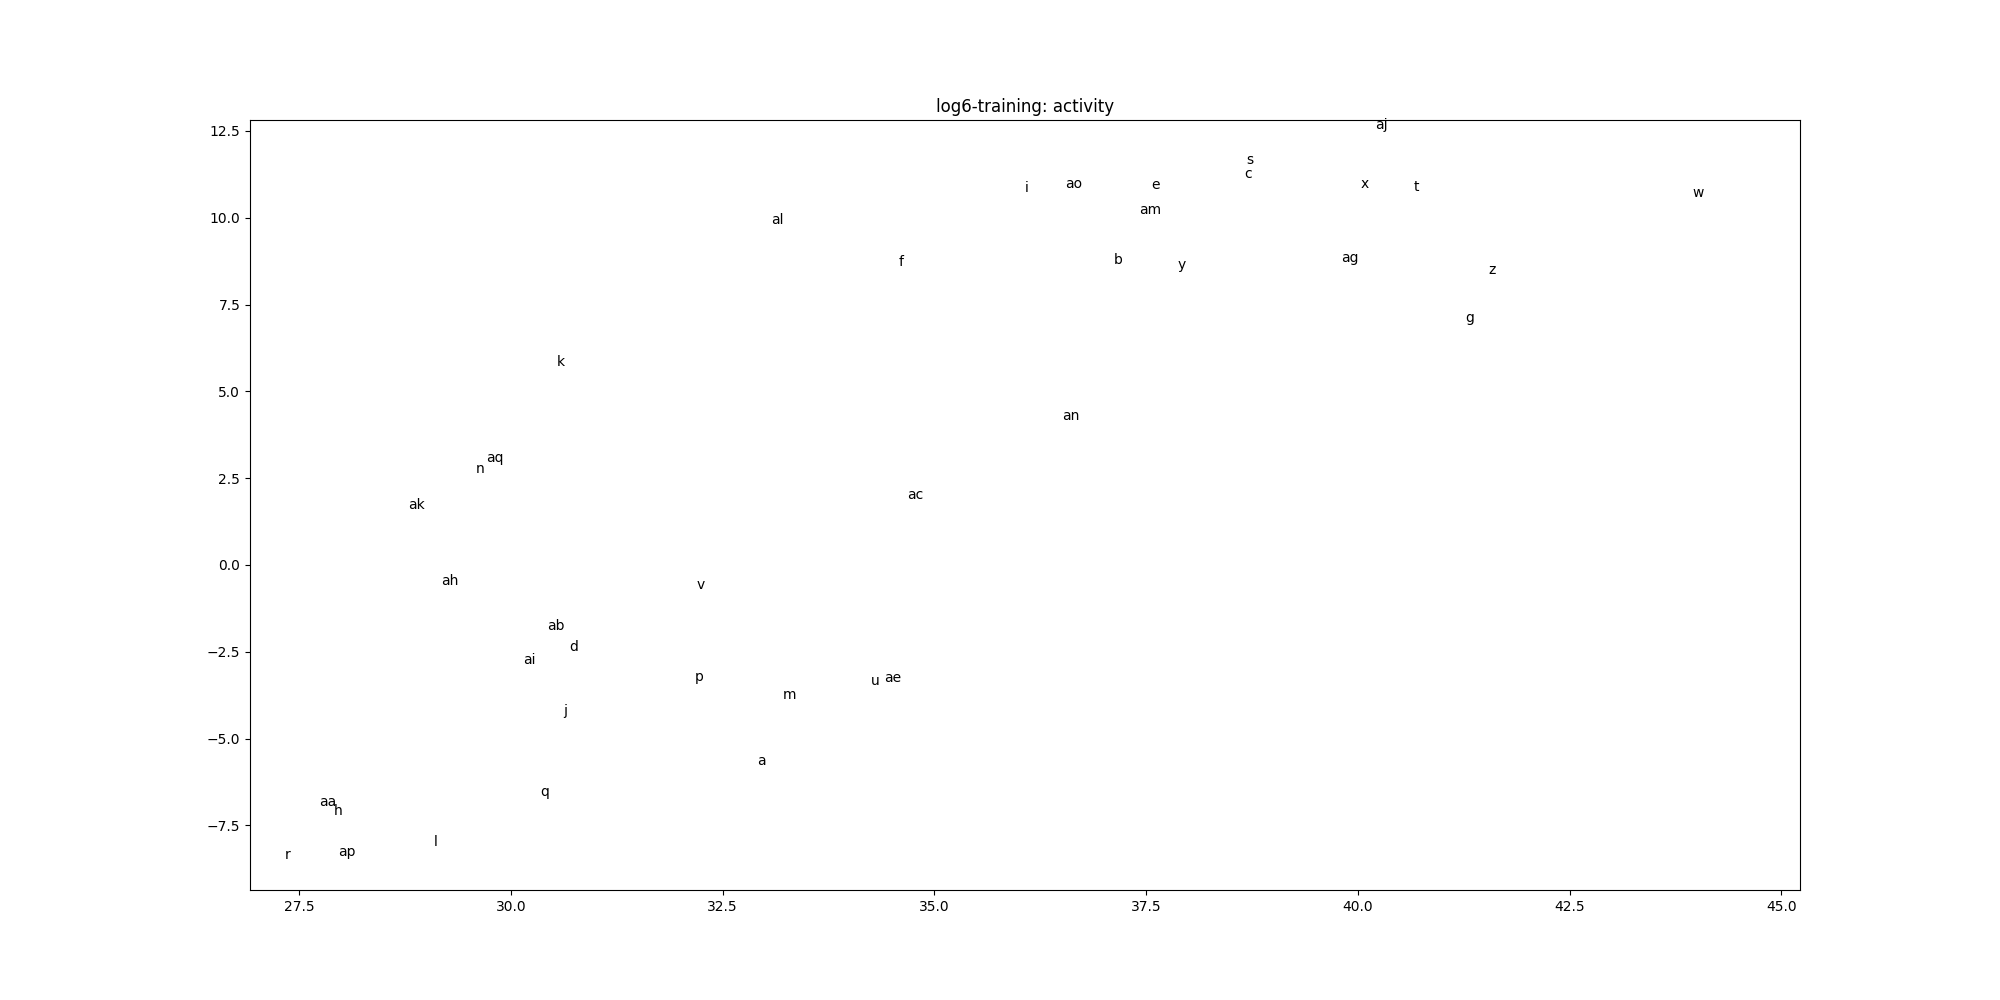 log6-training: activity
12.5
aj
s
c
i
ao
e
x
t
w
10.0
al
am
f
b
y
ag
z
7.5
g
k
5.0
an
aq
n
2.5
ac
ak
0.0
ah
v
ab
d
−2.5
ai
p
u
ae
m
j
−5.0
a
q
aa
h
−7.5
l
r
ap
27.5 30.0 32.5 35.0 37.5 40.0 42.5 45.0